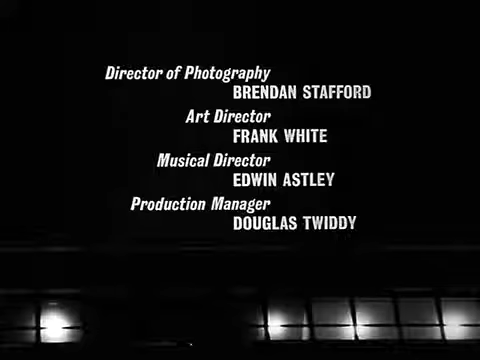 Director of Photography
BRENDAN STAFFORD
Art Director
FRANK WHITE
Musical Director
EDWIN ASTLEY
Production Manager
DOUGLAS TWIDDY